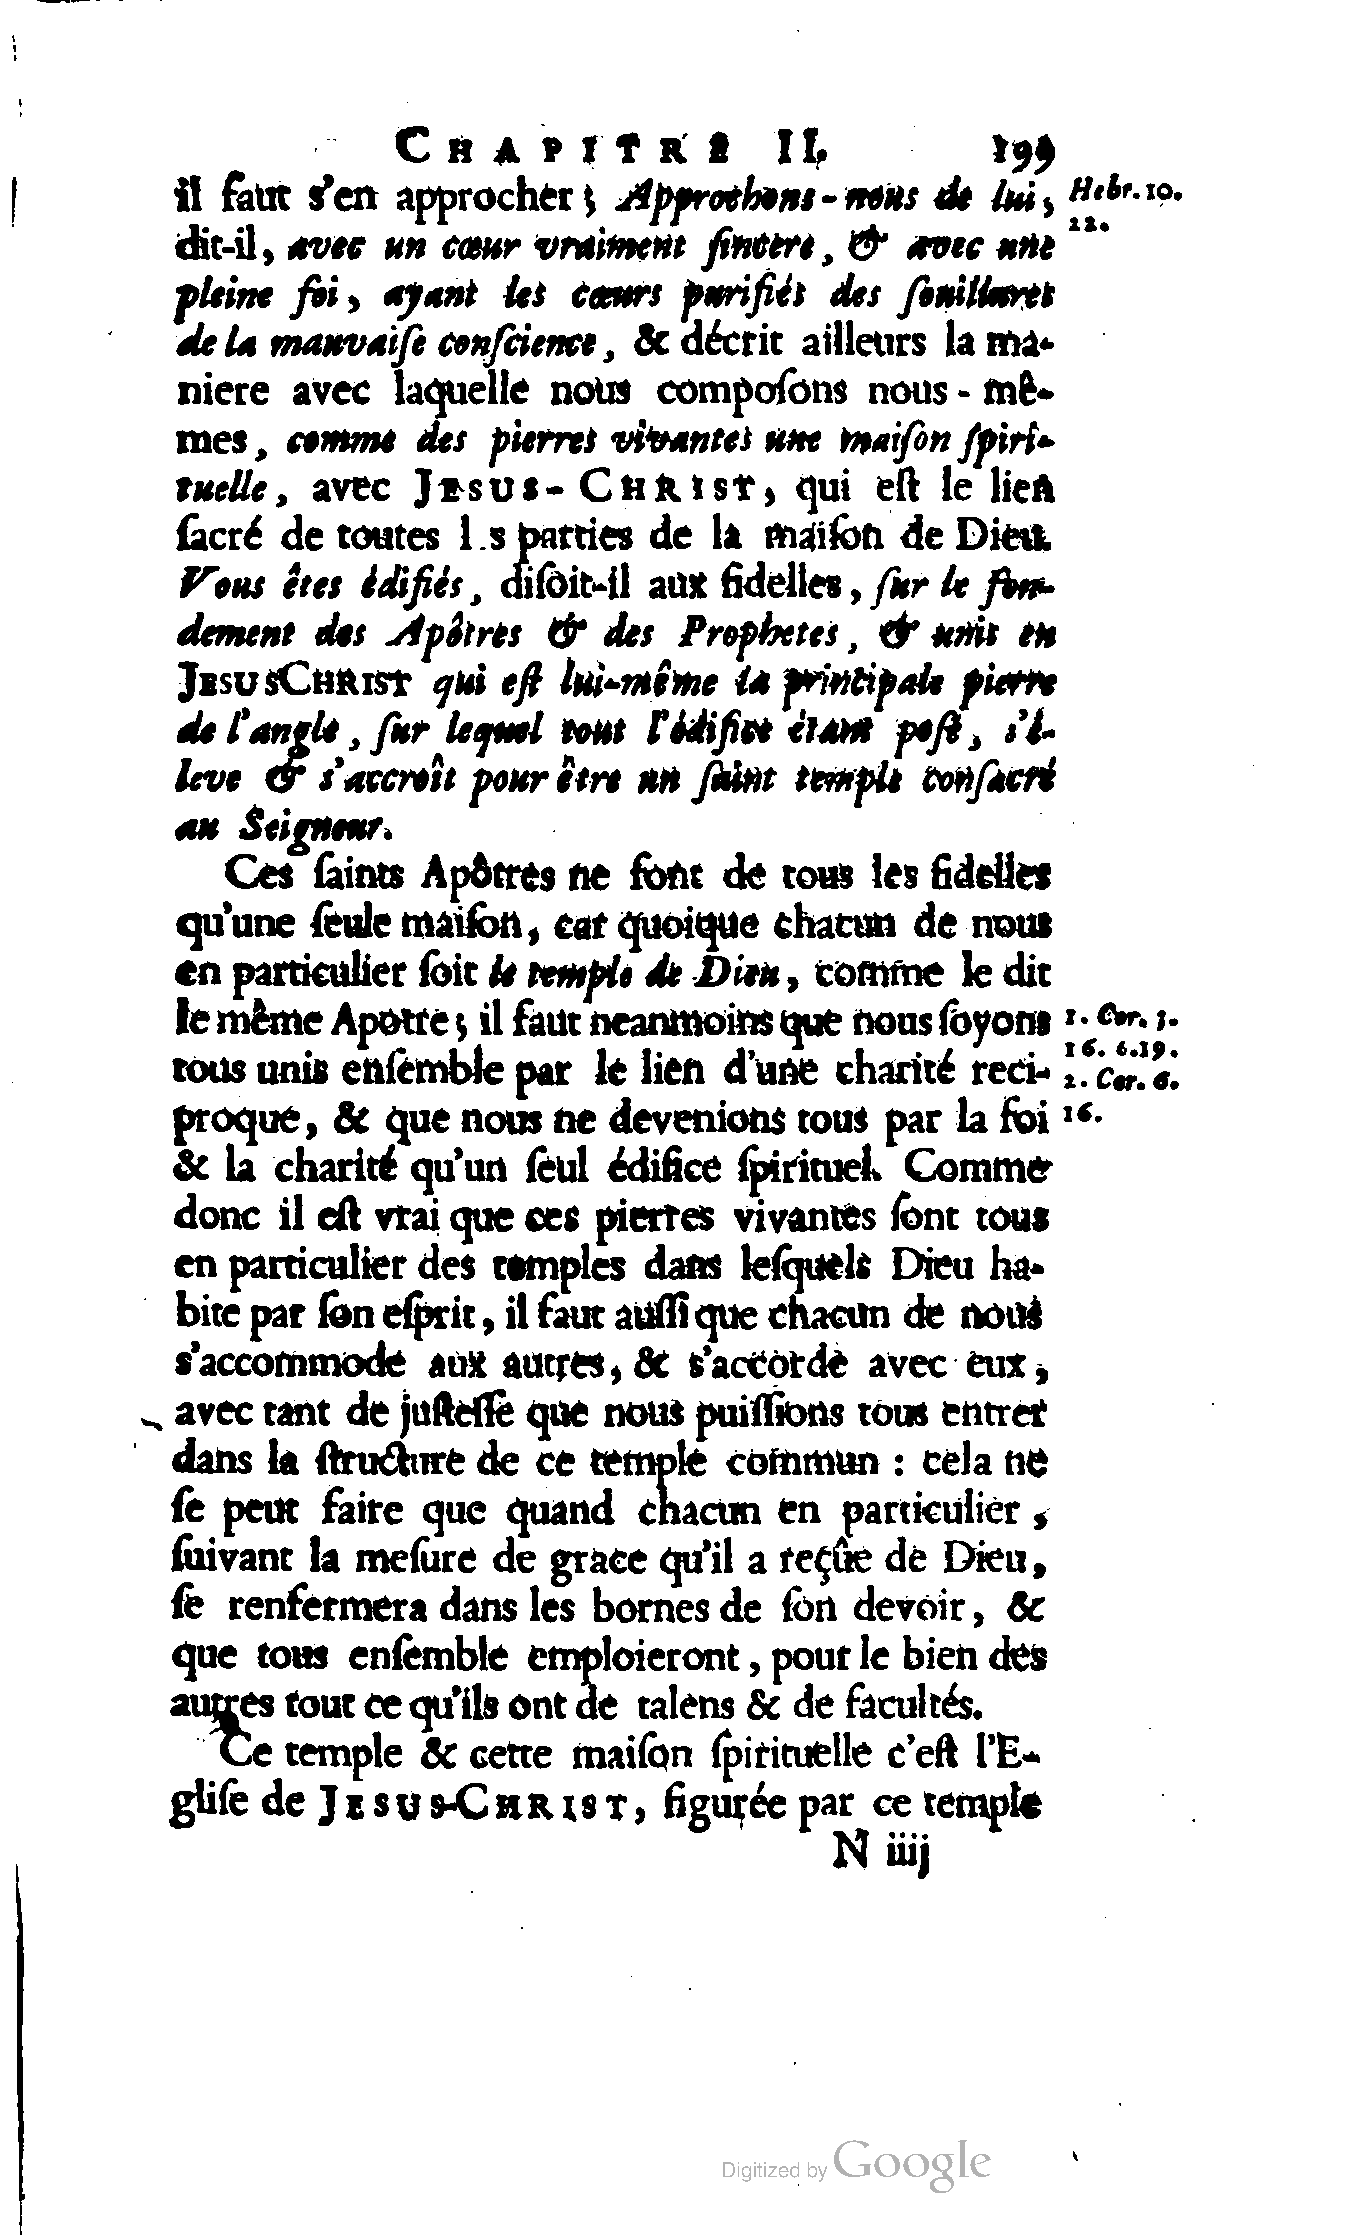 CHAPITRE II. 199
il faut s'en approcher ; Approchons-nous de lui, Hebr. 10.
22.
dit-il, avec un cœur vraiment ſincere, & avec une
pleine foi, ayant les cœurs purifiés des ſouillures
de la mauvaiſe conſcience, & décrit ailleurs la ma-
niere avec laquelle nous compoſons nous-mê-
mes, comme des pierres vivantes une maiſon ſpiri-
tuelle, avec JESUS-CHRIST, qui eſt le lien
ſacré de toutes l.s parties de la maiſon de Dieu.
Vous êtes édifiés, diſoit-il aux fidelles, ſur le fon-
dement des Apôtres & des Prophetes, & unis en
JESUS CHRIST qui eſt lui-même la principale pierre
de l'angle, ſur lequel tout l'édifice étant poſé, s'é-
leve & s'accroît pour être un ſaint temple conſacré
au Seigneur.
Ces ſaints Apôtres ne font de tous les fidelles
qu'une ſeule maiſon, car quoique chacun de nous
en particulier ſoit le temple de Dieu, comme le dit
le même Apotre ; il faut neanmoins que nous ſoyons 1. Cor. 3.
16. 6.19.
tous unis enſemble par le lien d'une charité reci- 2. Cor. 6.
proque, & que nous ne devenions tous par la foi 16.
& la charité qu'un ſeul édifice ſpirituel. Comme
donc il eſt vrai que ces pierres vivantes ſont tous
en particulier des temples dans leſquels Dieu ha-
bite par ſon eſprit, il faut auſſi que chacun de nous
s'accommode aux autres, & s'accorde avec eux,
avec tant de juſteſſe que nous puiſſions tous entrer
dans la ſtructure de ce temple commun : cela ne
ſe peut faire que quand chacun en particulier,
ſuivant la meſure de grace qu'il a reçûe de Dieu,
ſe renfermera dans les bornes de ſon devoir, &
que tous enſemble emploieront, pour le bien des
autres tout ce qu'ils ont de talens & de facultés.
Ce temple & cette maiſon ſpirituelle c'eſt l'E-
gliſe de JESUS-CHRIST, figurée par ce temple
N iiij
Digitized by Google